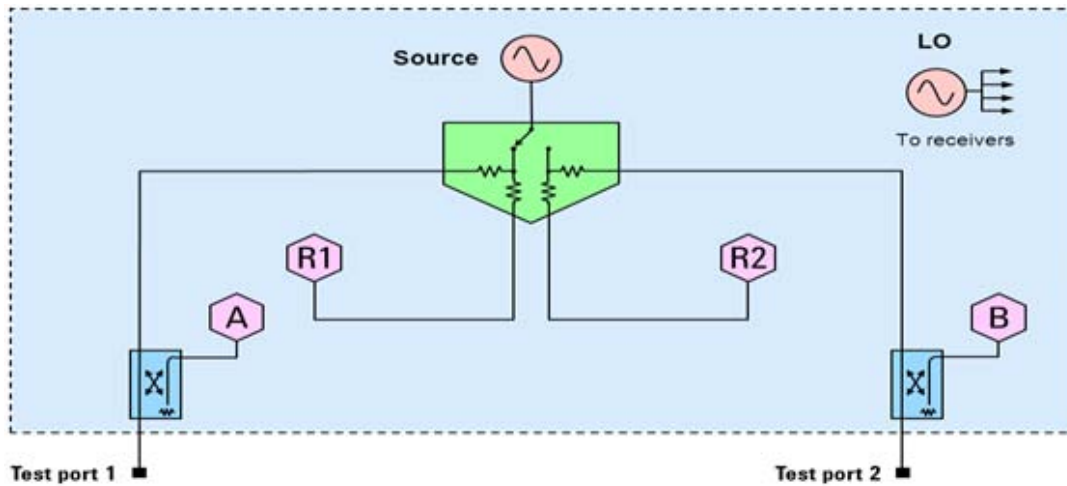 Source
LO
To receivers
R1
R2
A
B
Test port 1
Test port 2